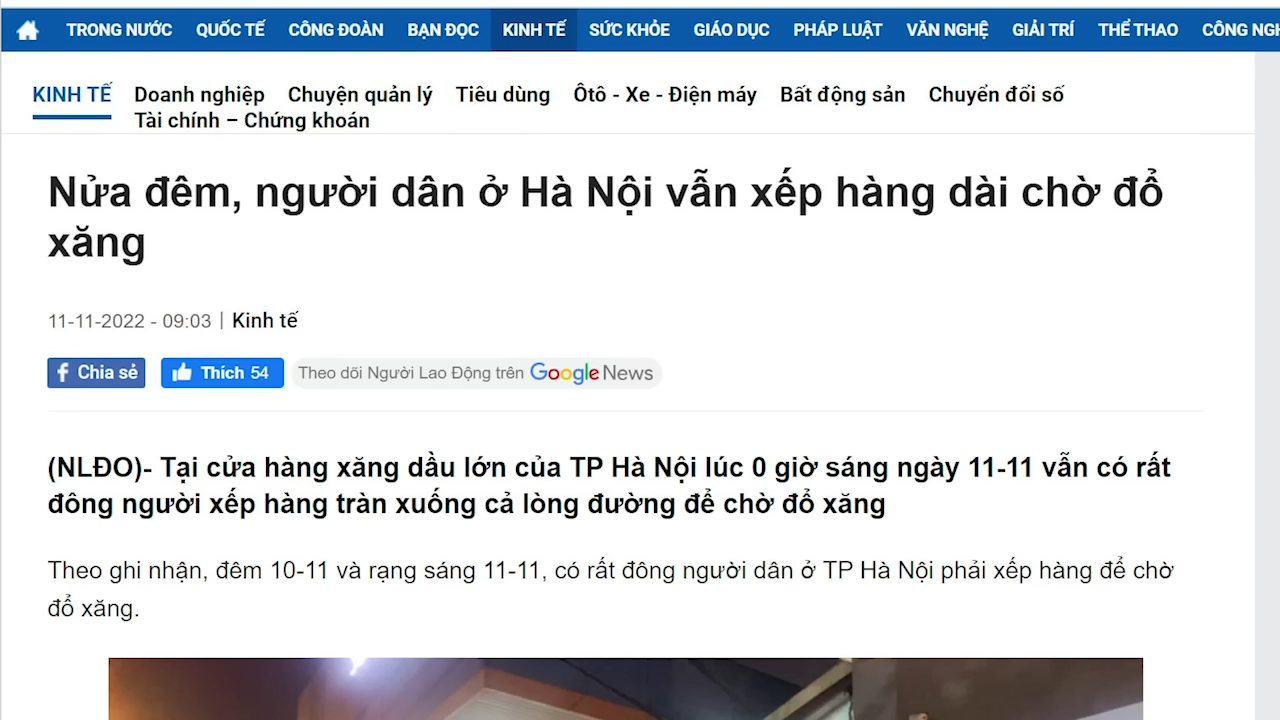 TRONG NƯỚC QUỐC TẾ CÔNG ĐOÀN BẠN ĐỌC KINH TẾ SỨC KHỎE GIÁO DỤC PHÁP LUẬT VĂN NGHỆ GIẢI TRÍ THỂ THAO CÔNG NGH
KINH TẾ Doanh nghiệp Chuyện quản lý Tiêu dùng Ôtô - Xe - Điện máy Bất động sản Chuyển đổi số
Tài chính – Chứng khoán
Nửa đêm, người dân ở Hà Nội vẫn xếp hàng dài chờ đổ
xăng
11-11-2022 - 09:03 | Kinh tế
f Chia sẻ Thích 54 Theo dõi Người Lao Động trên Google News
(NLĐO)- Tại cửa hàng xăng dầu lớn của TP Hà Nội lúc 0 giờ sáng ngày 11-11 vẫn có rất
đông người xếp hàng tràn xuống cả lòng đường để chờ đổ xăng
Theo ghi nhận, đêm 10-11 và rạng sáng 11-11, có rất đông người dân ở TP Hà Nội phải xếp hàng để chờ
đổ xăng.